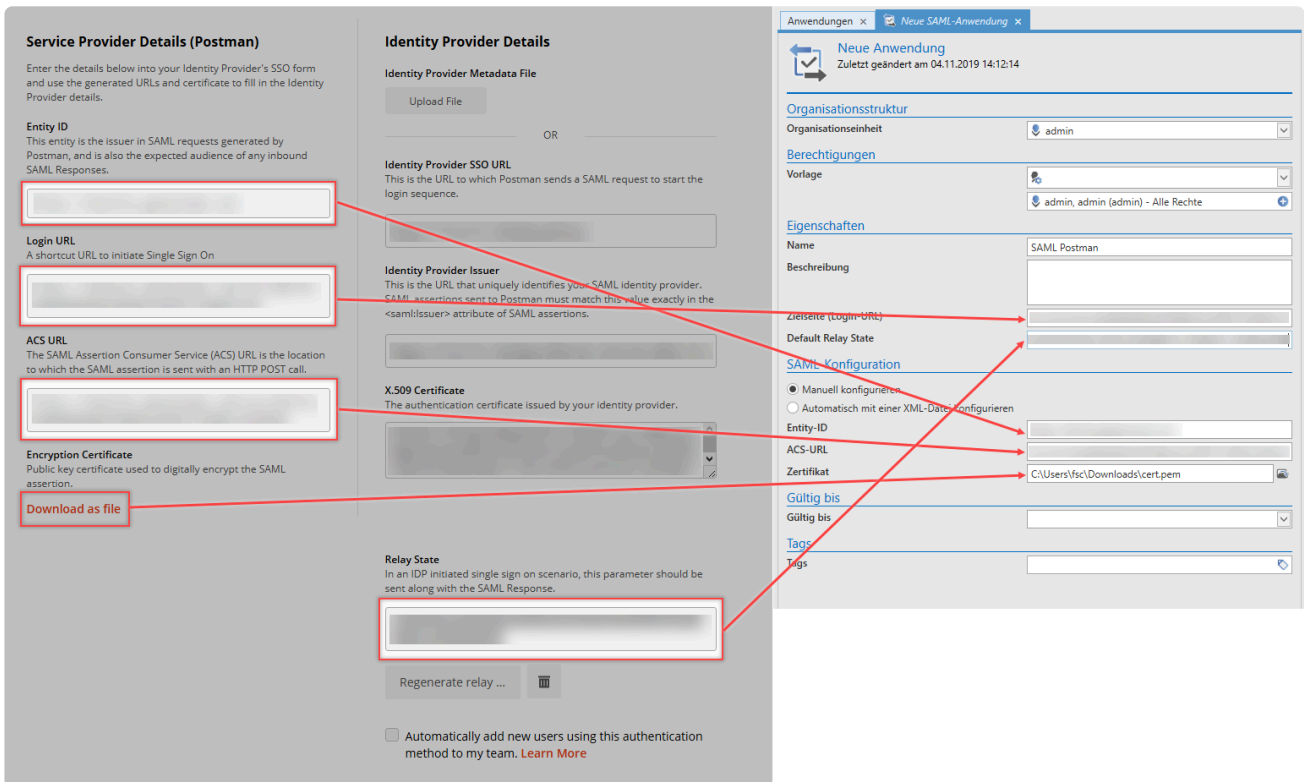 Service Provider Details (Postman)
Enter the details below into your Identity Provider's SSO form
and use the generated URLs and certificate to fill in the Identity
Provider details.
Entity ID
This entity is the issuer in SAML requests generated by
Postman, and is also the expected audience of any inbound
SAML Responses.
Login URL
A shortcut URL to initiate Single Sign On
ACS URL
The SAML Assertion Consumer Service (ACS) URL is the location
to which the SAML assertion is sent with an HTTP POST call.
Encryption Certificate
Public key certificate used to digitally encrypt the SAML
assertion.
Download as file
Identity Provider Details
Identity Provider Metadata File
Upload File
OR
Identity Provider SSO URL
This is the URL to which Postman sends a SAML request to start the
login sequence.
Identity Provider Issuer
This is the URL that uniquely identifies your SAML identity provider.
SAML assertions sent to Postman must match this value exactly in the
<saml:Issuer> attribute of SAML assertions.
X.509 Certificate
The authentication certificate issued by your identity provider.
Relay State
In an IDP initiated single sign on scenario, this parameter should be
sent along with the SAML Response.
Regenerate relay ...
Automatically add new users using this authentication
method to my team. Learn More
Anwendungen × Neue SAML-Anwendung ×
Neue Anwendung
Zuletzt geändert am 04.11.2019 14:12:14
Organisationsstruktur
Organisationseinheit admin
Berechtigungen
Vorlage
admin, admin (admin) - Alle Rechte
Eigenschaften
Name SAML Postman
Beschreibung
Zielseite (Login-URL)
Default Relay State
SAML-Konfiguration
Manuell konfigurieren
Automatisch mit einer XML-Datei konfigurieren
Entity-ID
ACS-URL
Zertifikat C:\Users\fsc\Downloads\cert.pem
Gültig bis
Gültig bis
Tags
Tags